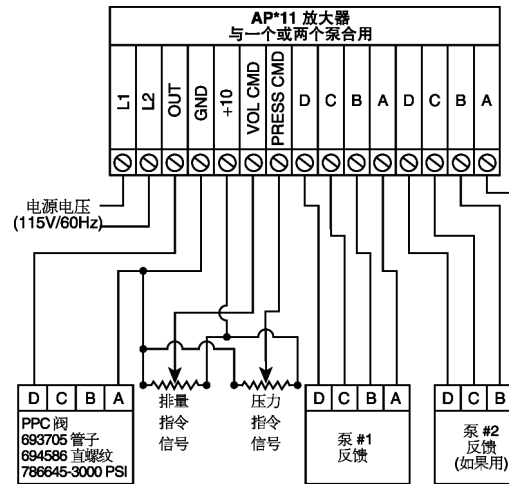 AP*11 放大器
与一个或两个泵合用
L1 L2 OUT GND +10 VOL CMD PRESS CMD D C B A D C B A
电源电压
(115V/60Hz)
D C B A
PPC 阀
693705 管子
694586 直螺纹
786645-3000 PSI
排量
指令
信号
压力
指令
信号
D C B A
泵 #1
反馈
D C B
泵 #2
反馈
(如果用)